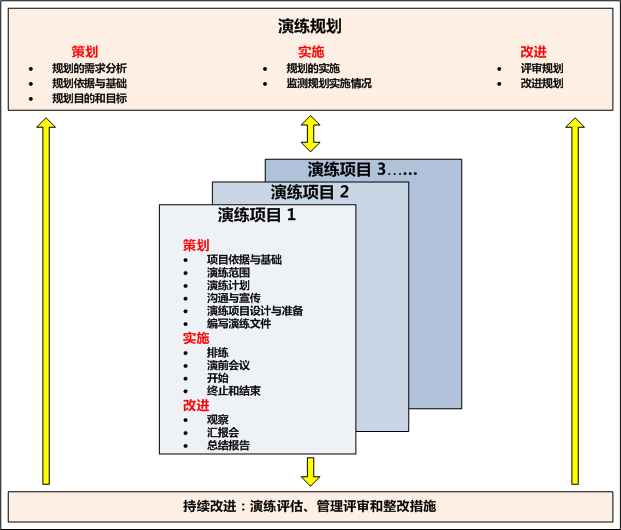 演练规划
策划
• 规划的需求分析
• 规划依据与基础
• 规划目的和目标
实施
• 规划的实施
• 监测规划实施情况
改进
• 评审规划
• 改进规划
演练项目 3……
演练项目 2
演练项目 1
策划
• 项目依据与基础
• 演练范围
• 演练计划
• 沟通与宣传
• 演练项目设计与准备
• 编写演练文件
实施
• 排练
• 演前会议
• 开始
• 终止和结束
改进
• 观察
• 汇报会
• 总结报告
持续改进：演练评估、管理评审和整改措施